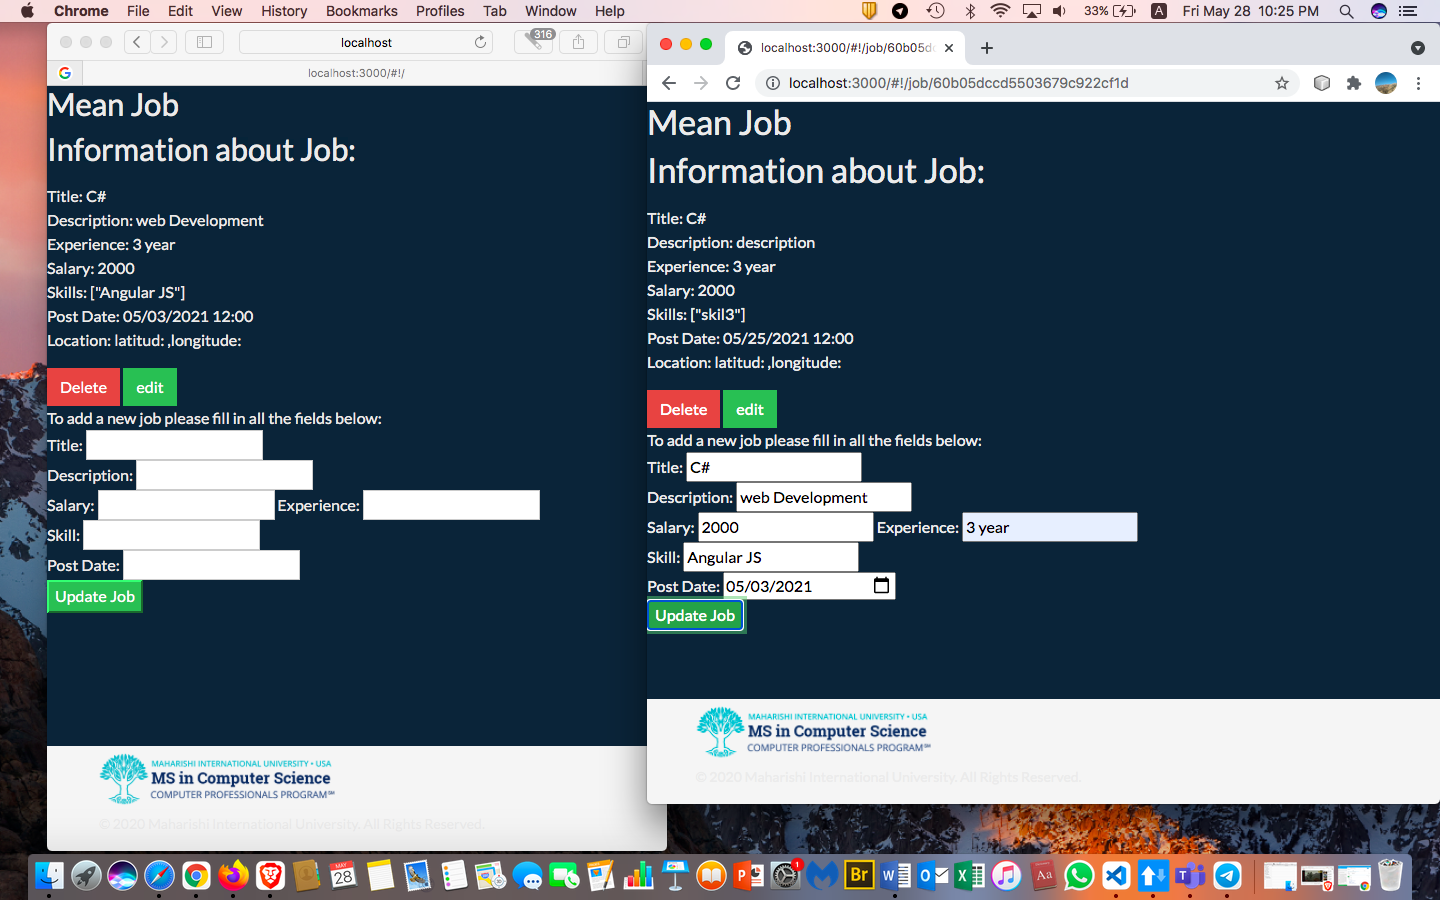 Chrome File Edit View History Bookmarks Profiles Tab Window Help 33% A Fri May 28 10:25 PM
localhost
316
localhost:3000/#!/
Mean Job
Information about Job:
Title: C#
Description: web Development
Experience: 3 year
Salary: 2000
Skills: ["Angular JS"]
Post Date: 05/03/2021 12:00
Location: latitud: ,longitude:
Delete edit
To add a new job please fill in all the fields below:
Title:
Description:
Salary: Experience:
Skill:
Post Date:
Update Job
MAHARISHI INTERNATIONAL UNIVERSITY • USA
MS in Computer Science
COMPUTER PROFESSIONALS PROGRAM℠
© 2020 Maharishi International University. All Rights Reserved.
localhost:3000/#!/job/60b05d
localhost:3000/#!/job/60b05dccd5503679c922cf1d
Mean Job
Information about Job:
Title: C#
Description: description
Experience: 3 year
Salary: 2000
Skills: ["skil3"]
Post Date: 05/25/2021 12:00
Location: latitud: ,longitude:
Delete edit
To add a new job please fill in all the fields below:
Title: C#
Description: web Development
Salary: 2000 Experience: 3 year
Skill: Angular JS
Post Date: 05/03/2021
Update Job
MAHARISHI INTERNATIONAL UNIVERSITY • USA
MS in Computer Science
COMPUTER PROFESSIONALS PROGRAM℠
© 2020 Maharishi International University. All Rights Reserved.
MAY 28 P 1 Br W O X Aa T